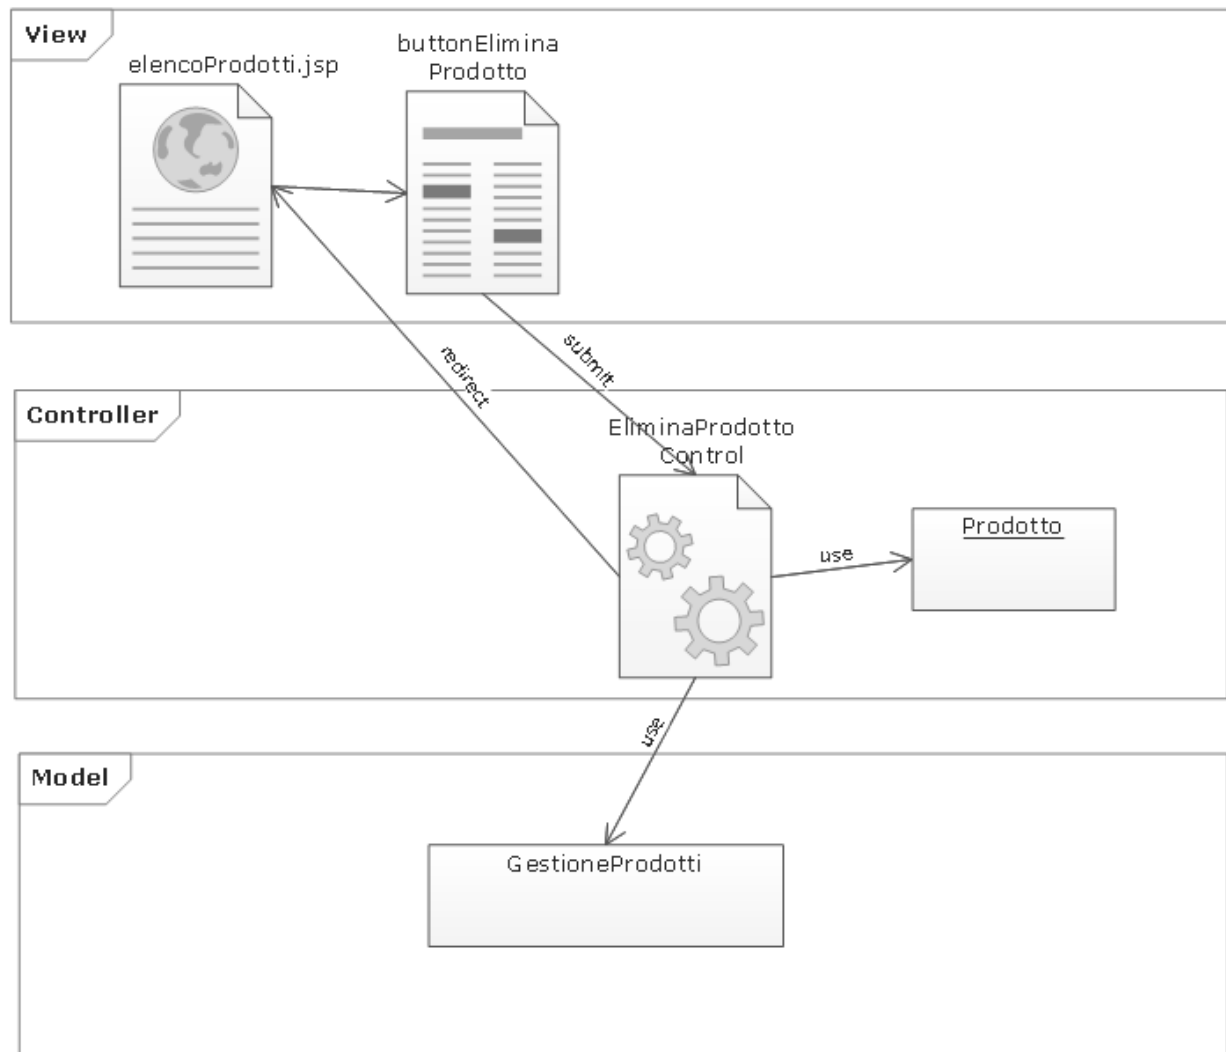 View
elencoProdotti.jsp
buttonElimina
Prodotto
redirect
submit
Controller
EliminaProdotto
Control
use
Prodotto
use
Model
GestioneProdotti